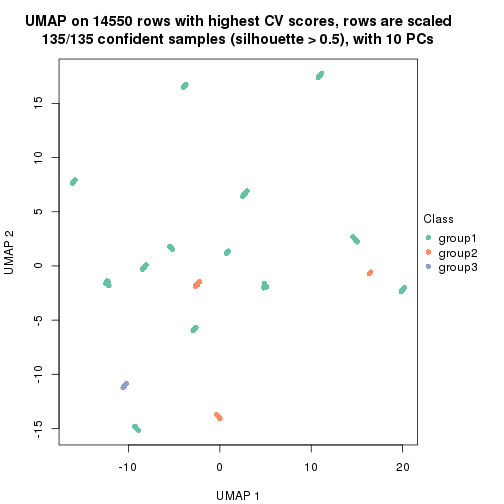 UMAP on 14550 rows with highest CV scores, rows are scaled
135/135 confident samples (silhouette > 0.5), with 10 PCs
15
10
5
0
-5
-10
-15
UMAP 2
-10
0
10
20
UMAP 1
Class
group1
group2
group3